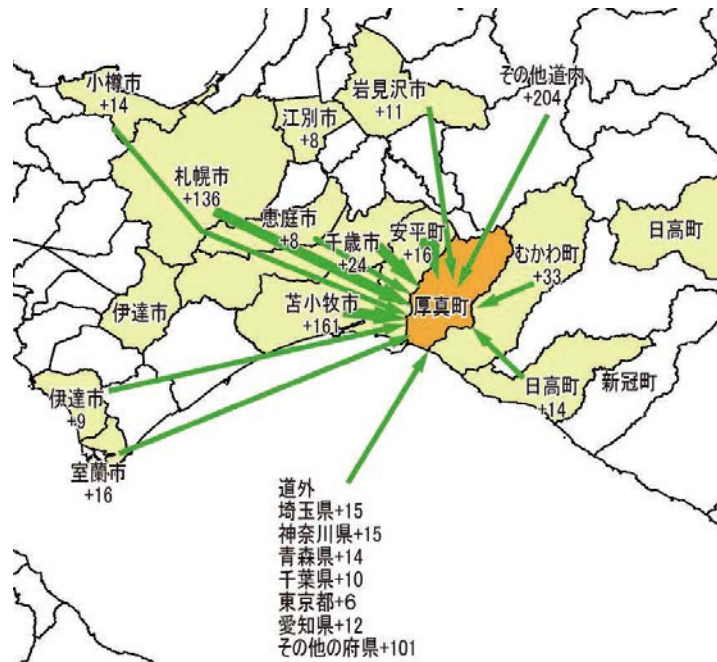 小樽市
+14
岩見沢市
+11
その他道内
+204
江別市
+8
札幌市
+136
恵庭市
+8
千歳市
+24
安平町
+16
むかわ町
+33
日高町
苫小牧市
+161
厚真町
伊達市
伊達市
+9
日高町
+14
新冠町
室蘭市
+16
道外
埼玉県+15
神奈川県+15
青森県+14
千葉県+10
東京都+6
愛知県+12
その他の府県+101